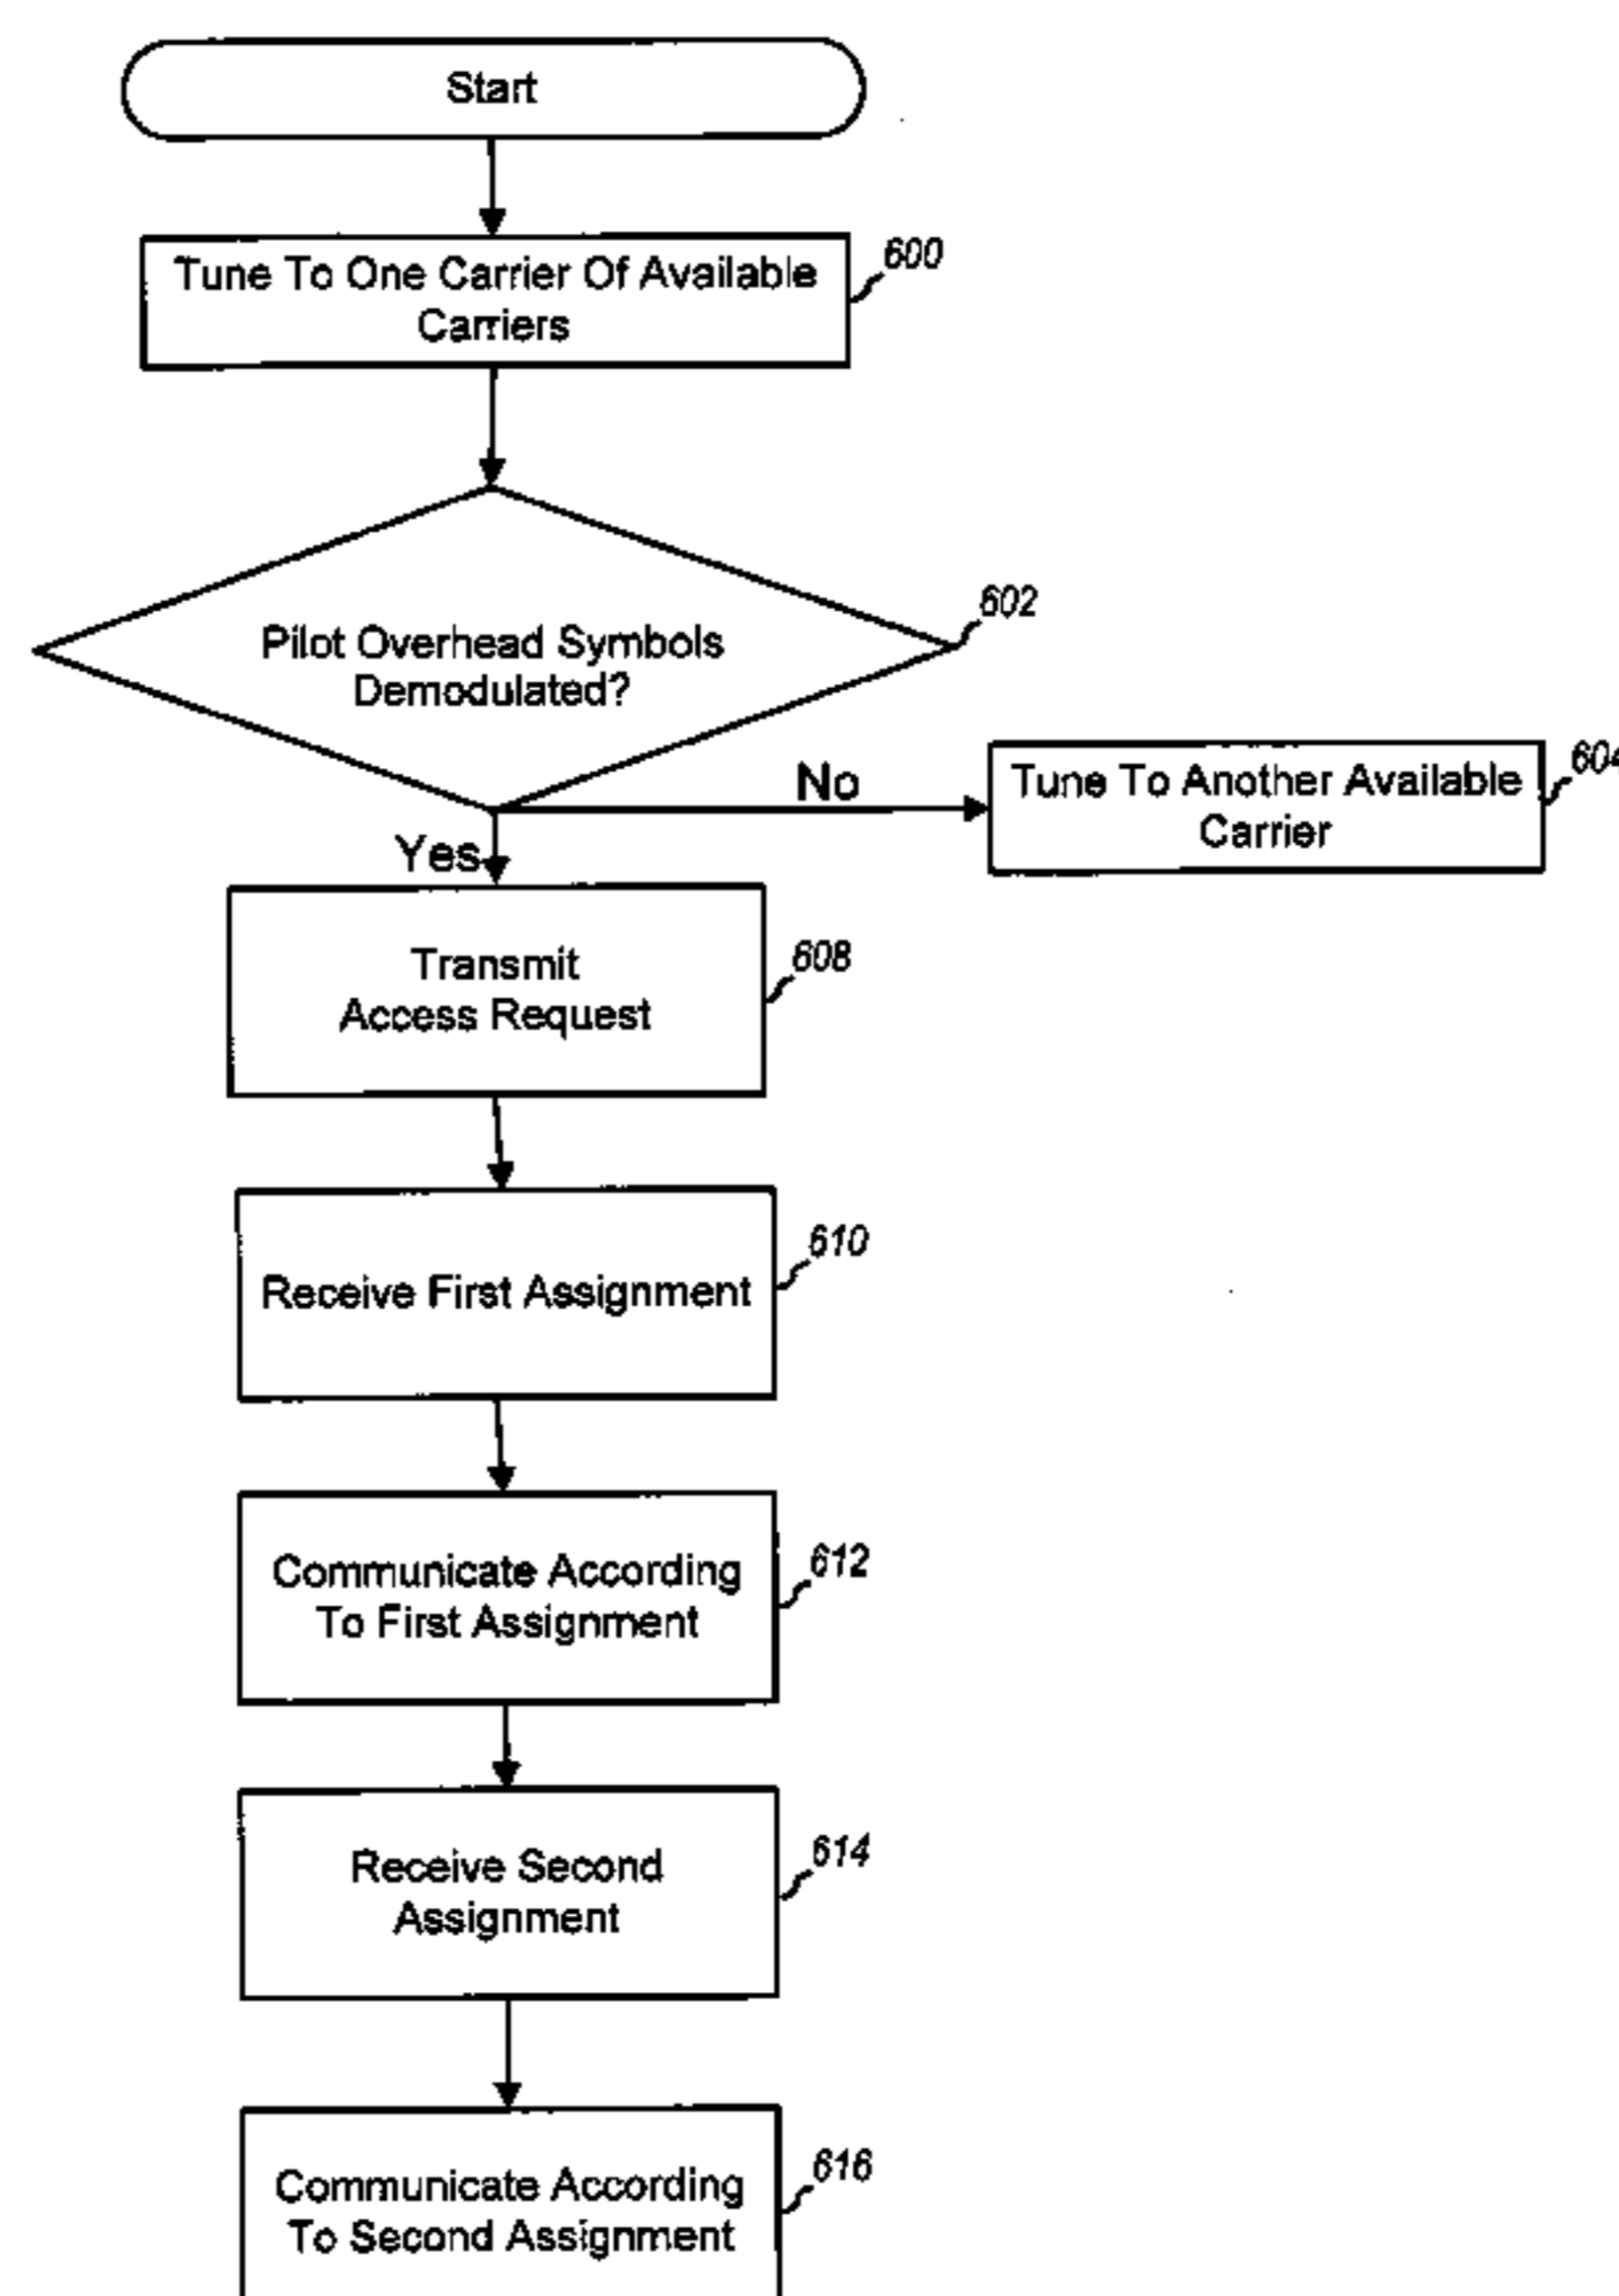 Start
Tune To One Carrier Of Available
Carriers
600
Pilot Overhead Symbols
Demodulated?
602
No
Tune To Another Available
Carrier
604
Yes
Transmit
Access Request
608
Receive First Assignment
610
Communicate According
To First Assignment
612
Receive Second
Assignment
614
Communicate According
To Second Assignment
616